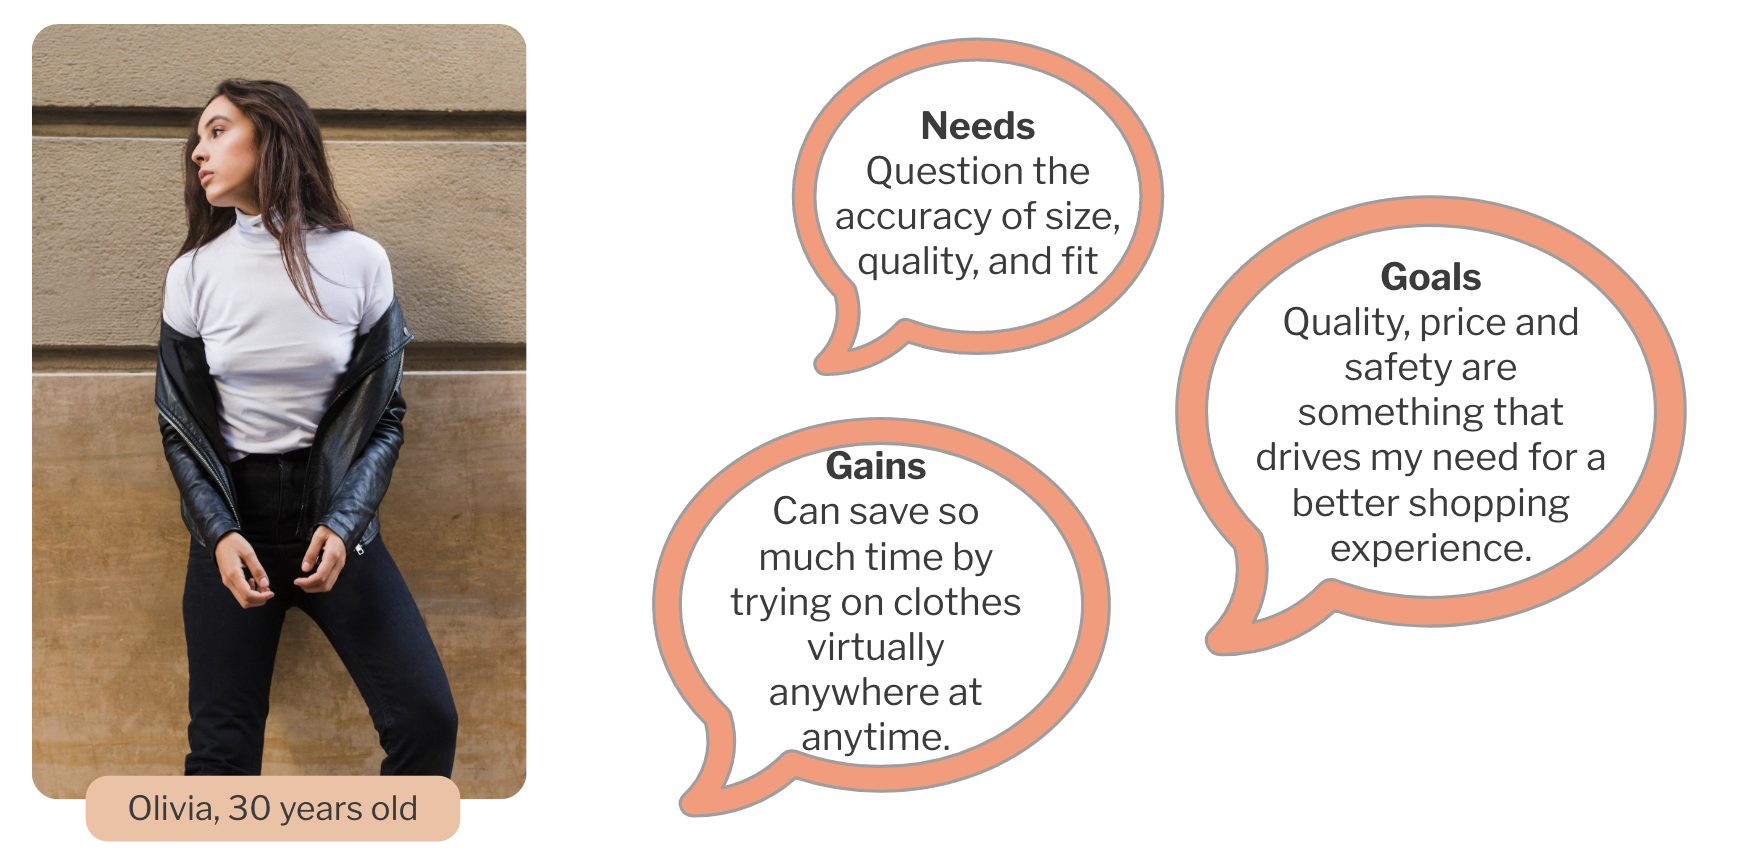 Needs
Question the
accuracy of size,
quality, and fit
Goals
Quality, price and
safety are
something that
drives my need for a
better shopping
experience.
Gains
Can save so
much time by
trying on clothes
virtually
anywhere at
anytime.
Olivia, 30 years old